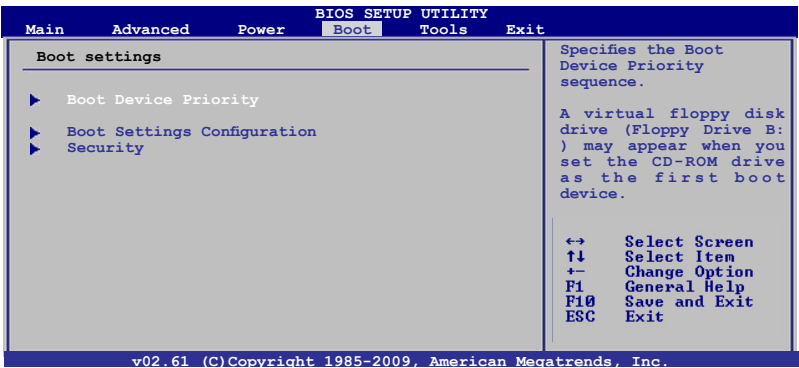 BIOS SETUP UTILITY
Main Advanced Power Boot Tools Exit
Boot settings
Boot Device Priority
Boot Settings Configuration
Security
Specifies the Boot
Device Priority
sequence.
A virtual floppy disk
drive (Floppy Drive B:
) may appear when you
set the CD-ROM drive
as the first boot
device.
←→ Select Screen
↑↓ Select Item
+- Change Option
F1 General Help
F10 Save and Exit
ESC Exit
v02.61 (C)Copyright 1985-2009, American Megatrends, Inc.